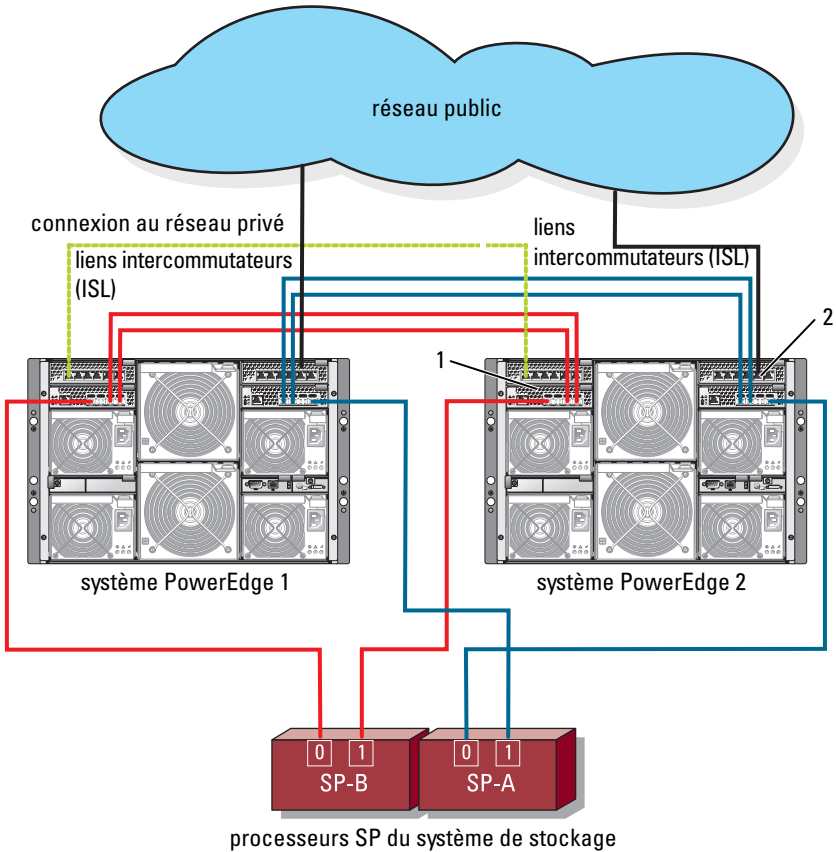 réseau public
connexion au réseau privé
liens
intercommutateurs (ISL)
liens intercommutateurs
(ISL)
2
1
système PowerEdge 1
système PowerEdge 2
0 1
SP-B
0 1
SP-A
processeurs SP du système de stockage